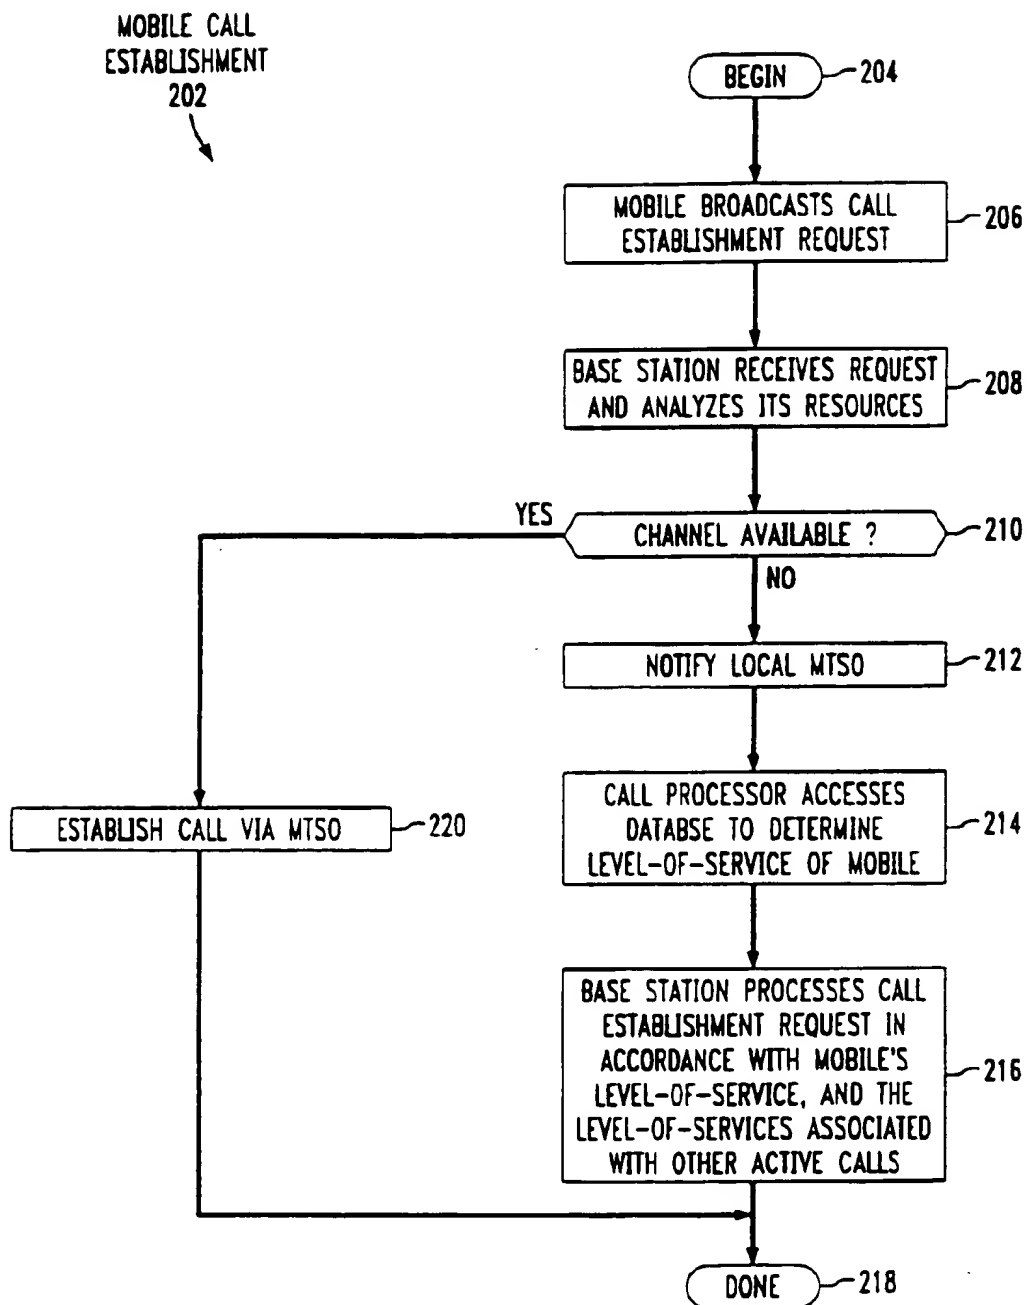 MOBILE CALL
ESTABLISHMENT
202
BEGIN
204
MOBILE BROADCASTS CALL
ESTABLISHMENT REQUEST
206
BASE STATION RECEIVES REQUEST
AND ANALYZES ITS RESOURCES
208
YES
CHANNEL AVAILABLE ?
210
NO
NOTIFY LOCAL MTSO
212
CALL PROCESSOR ACCESSES
DATABSE TO DETERMINE
LEVEL-OF-SERVICE OF MOBILE
214
ESTABLISH CALL VIA MTSO
220
BASE STATION PROCESSES CALL
ESTABLISHMENT REQUEST IN
ACCORDANCE WITH MOBILE'S
LEVEL-OF-SERVICE, AND THE
LEVEL-OF-SERVICES ASSOCIATED
WITH OTHER ACTIVE CALLS
216
DONE
218